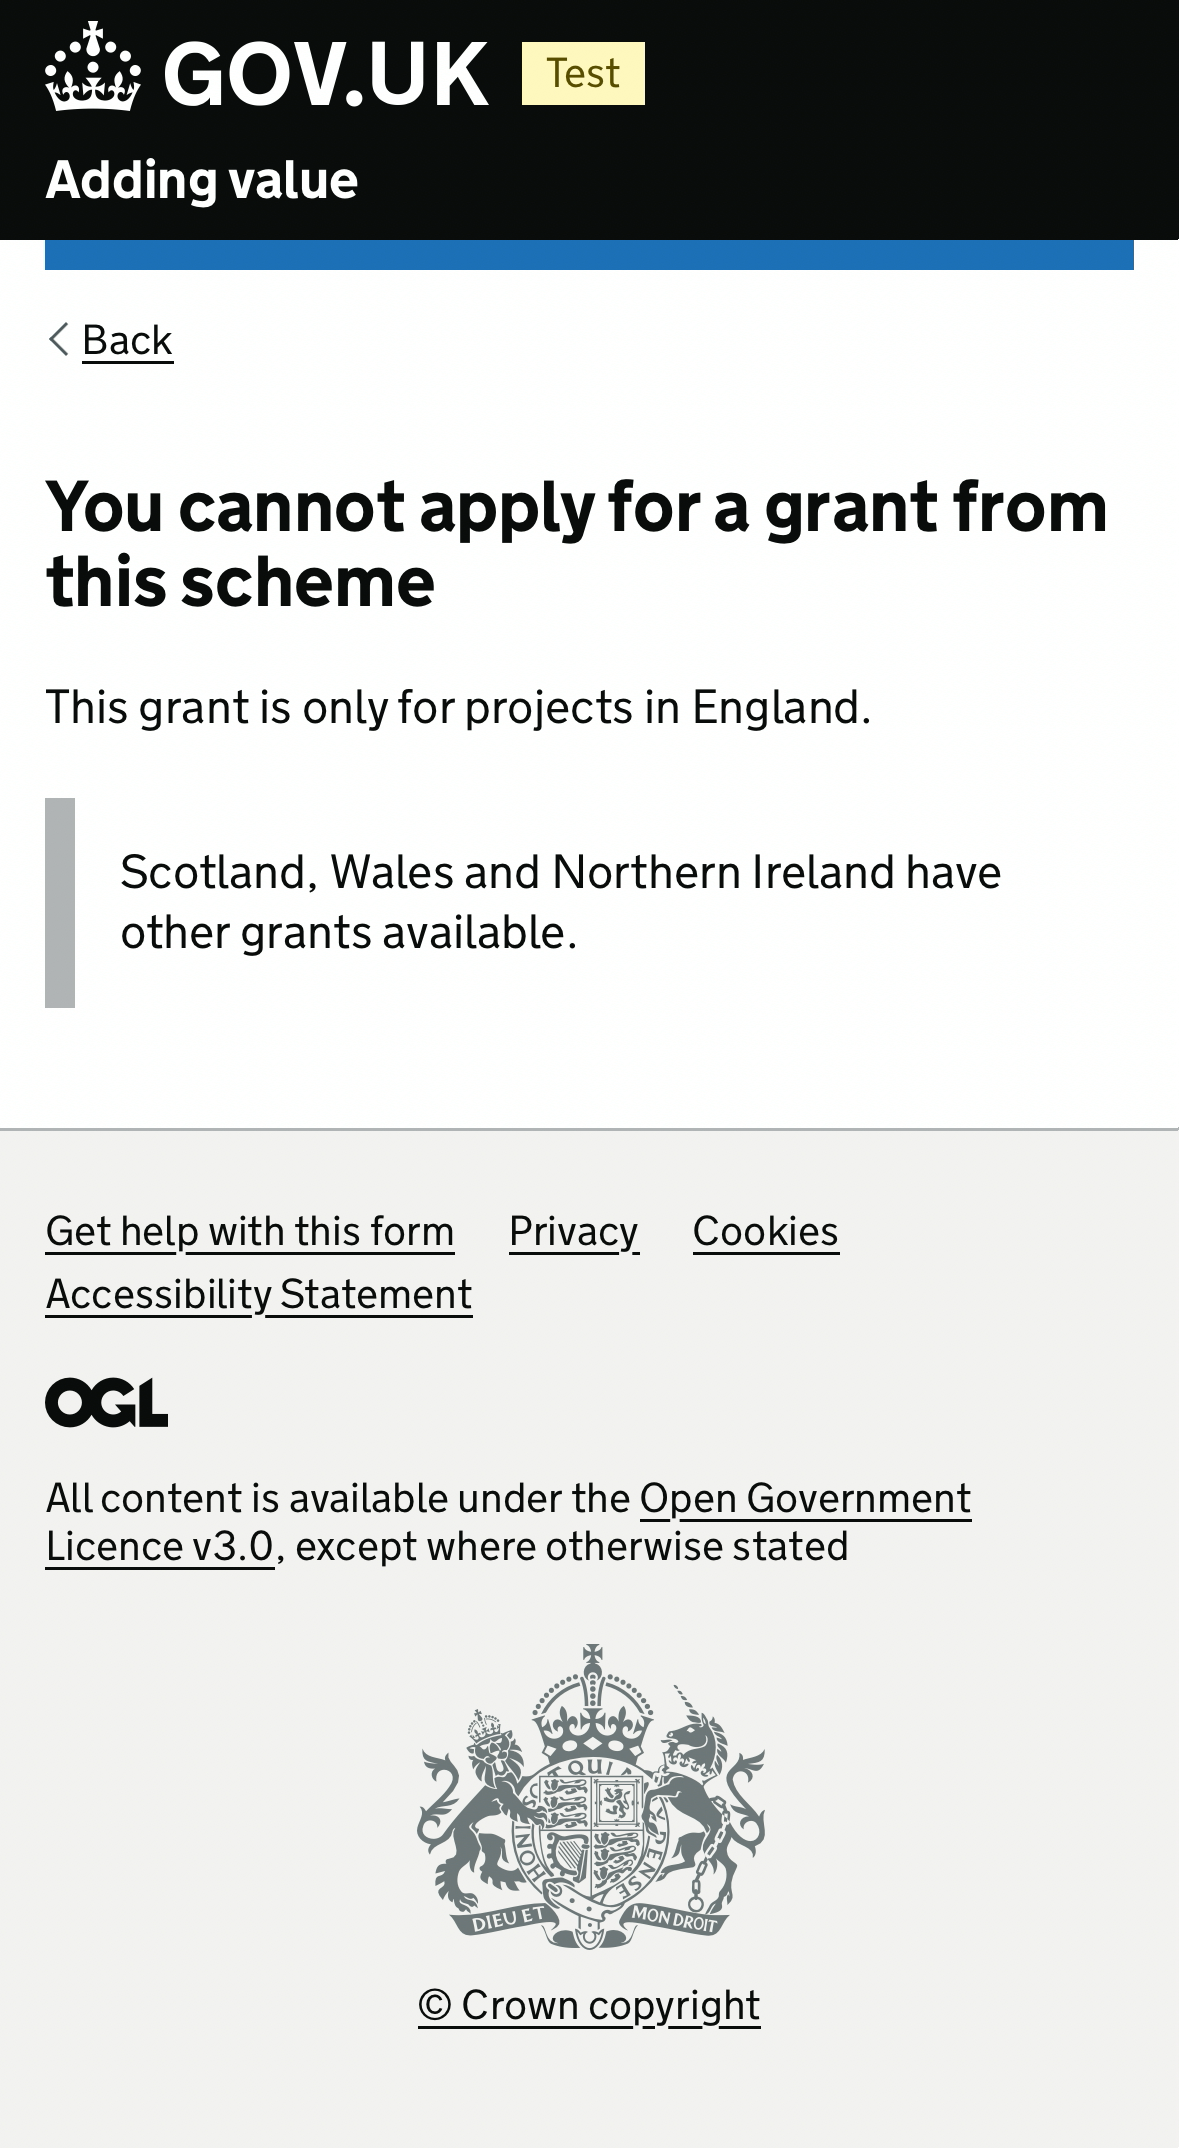 GOV.UK Test
Adding value
Back
You cannot apply for a grant from
this scheme
This grant is only for projects in England.
Scotland, Wales and Northern Ireland have
other grants available.
Get help with this form Privacy Cookies
Accessibility Statement
OGL
All content is available under the Open Government
Licence v3.0, except where otherwise stated
HONI SO T QUI Y PENSE
DIEU ET MON DROIT
© Crown copyright